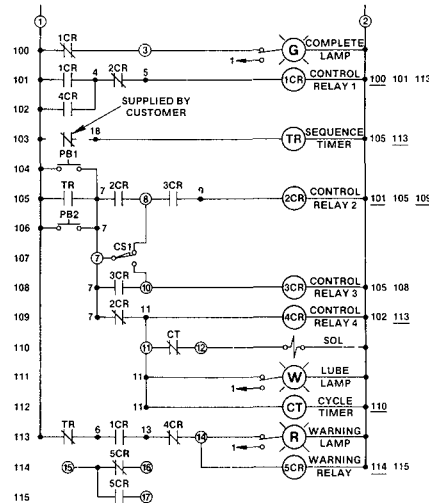 1 2
1CR
100 3 1 G COMPLETE LAMP
1CR 2CR
101 4 5 1CR CONTROL RELAY 1 100 101 113
4CR
102
SUPPLIED BY CUSTOMER
103 18 TR SEQUENCE TIMER 105 113
PB1
104
TR 7 2CR 3CR
105 8 9 2CR CONTROL RELAY 2 101 105 109
PB2
106 7
CS1
107 7
3CR
108 7 10 3CR CONTROL RELAY 3 105 108
2CR
109 7 11 4CR CONTROL RELAY 4 102 113
CT
110 11 12 SOL
111 11 1 W LUBE LAMP
112 11 CT CYCLE TIMER 110
TR 1CR 4CR
113 6 13 14 1 R WARNING LAMP
5CR
114 15 16 5CR WARNING RELAY 114 115
5CR
115 17